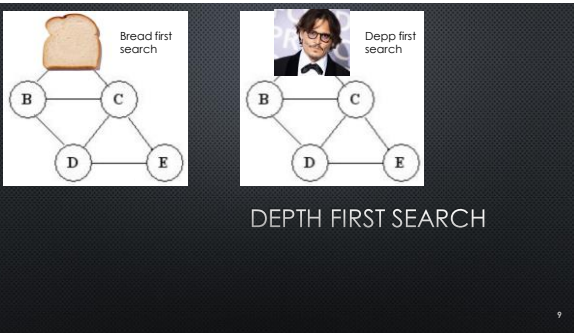 Bread first
search
B
C
D
E
Depp first
search
B
C
D
E
DEPTH FIRST SEARCH
9